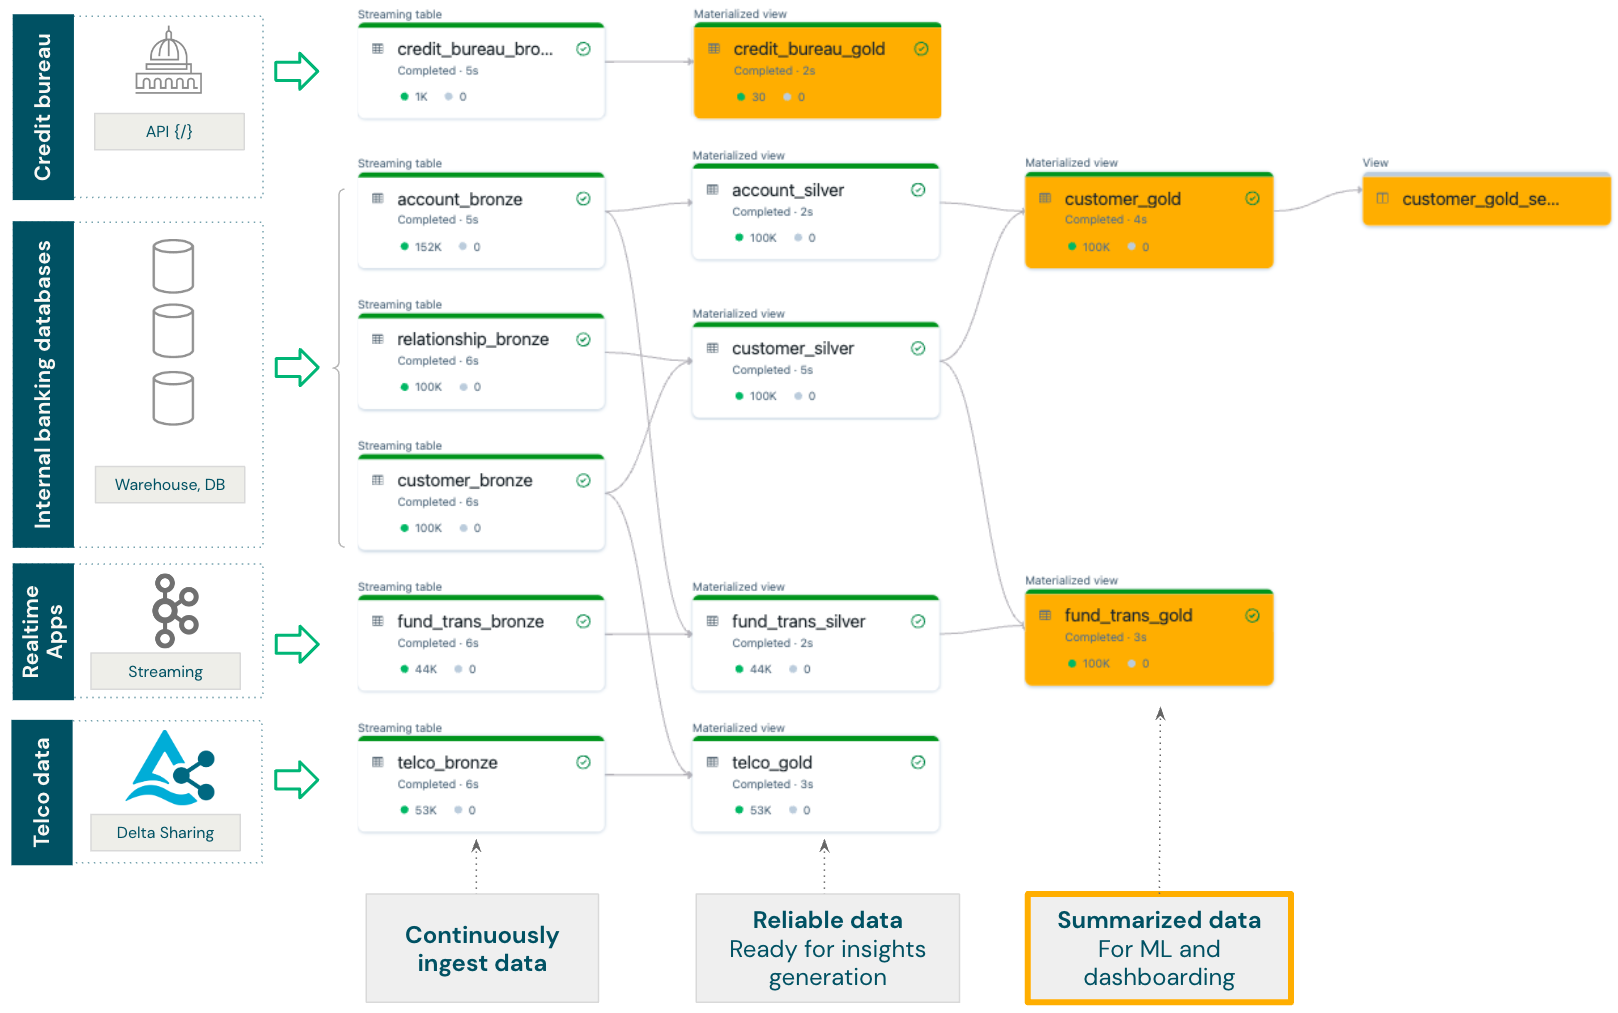 Credit bureau
API {/}
Internal banking databases
Warehouse, DB
Realtime
Apps
Streaming
Telco data
Delta Sharing
Streaming table
credit_bureau_bro...
Completed · 5s
1K 0
Materialized view
credit_bureau_gold
Completed · 2s
30 0
Streaming table
account_bronze
Completed · 5s
152K 0
Materialized view
account_silver
Completed · 2s
100K 0
Materialized view
customer_gold
Completed · 4s
100K 0
View
customer_gold_se...
Streaming table
relationship_bronze
Completed · 6s
100K 0
Materialized view
customer_silver
Completed · 5s
100K 0
Streaming table
customer_bronze
Completed · 6s
100K 0
Streaming table
fund_trans_bronze
Completed · 6s
44K 0
Materialized view
fund_trans_silver
Completed · 2s
44K 0
Materialized view
fund_trans_gold
Completed · 3s
100K 0
Streaming table
telco_bronze
Completed · 6s
53K 0
Materialized view
telco_gold
Completed · 3s
53K 0
Continuously
ingest data
Reliable data
Ready for insights
generation
Summarized data
For ML and
dashboarding